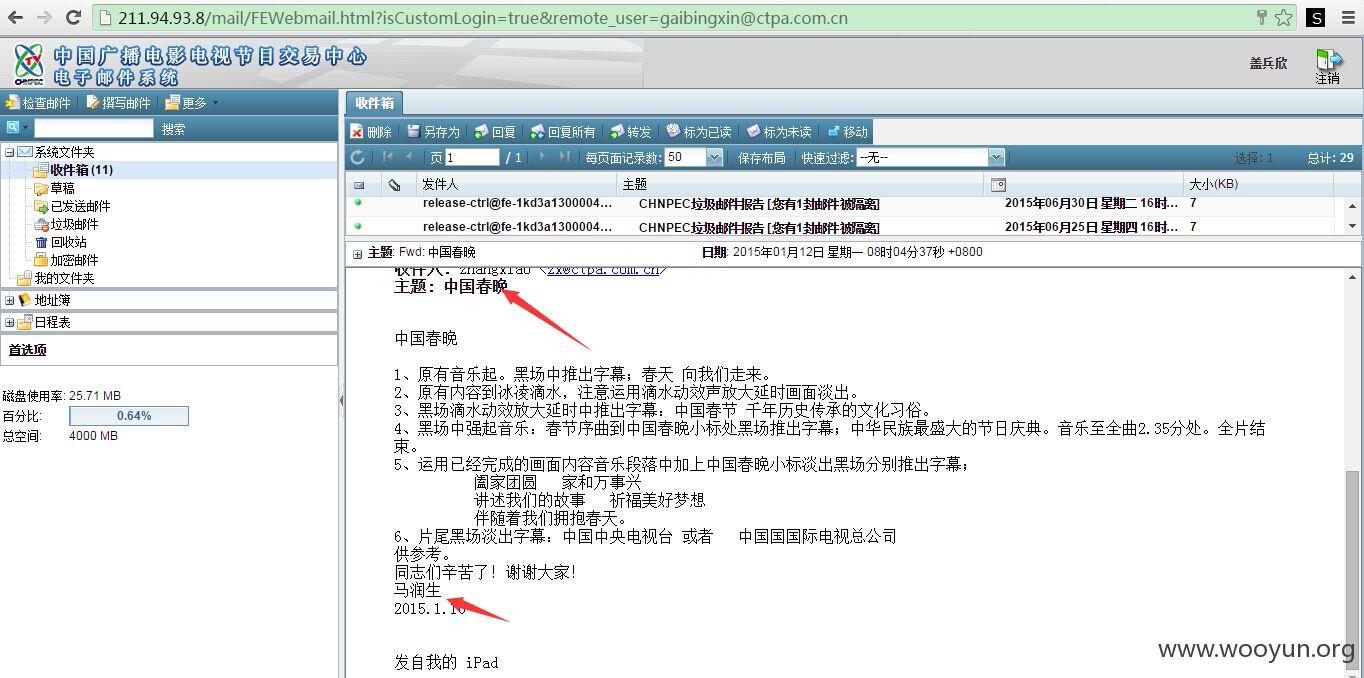 211.94.93.8/mail/FEWebmail.html?isCustomLogin=true&remote_user=gaibingxin@ctpa.com.cn
S
CTV
CHNPEC
中国广播电影电视节目交易中心
电子邮件系统
盖兵欣
注销
检查邮件 撰写邮件 更多
搜索
系统文件夹
收件箱 (11)
草稿
已发送邮件
垃圾邮件
回收站
加密邮件
我的文件夹
地址簿
日程表
首选项
磁盘使用率: 25.71 MB
百分比: 0.64%
总空间: 4000 MB
收件箱
删除 另存为 回复 回复所有 转发 标为已读 标为未读 移动
页 1 / 1 每页面记录数: 50 保存布局 快速过滤: --无-- 选择: 1 总计: 29
发件人 主题 大小(KB)
release-ctrl@fe-1kd3a1300004... CHNPEC垃圾邮件报告 [您有1封邮件被隔离] 2015年06月30日 星期二 16时... 7
release-ctrl@fe-1kd3a1300004... CHNPEC垃圾邮件报告 [您有1封邮件被隔离] 2015年06月25日 星期四 16时... 7
主题: Fwd: 中国春晚 日期: 2015年01月12日 星期一 08时04分37秒 +0800
收件人: zhangxiao <zx@ctpa.com.cn>
主题: 中国春晚
中国春晚
1、原有音乐起。黑场中推出字幕；春天 向我们走来。
2、原有内容到冰凌滴水，注意运用滴水动效声放大延时画面淡出。
3、黑场滴水动效放大延时中推出字幕：中国春节 千年历史传承的文化习俗。
4、黑场中强起音乐：春节序曲到中国春晚小标处黑场推出字幕；中华民族最盛大的节日庆典。音乐至全曲2.35分处。全片结
束。
5、运用已经完成的画面内容音乐段落中加上中国春晚小标淡出黑场分别推出字幕；
阖家团圆 家和万事兴
讲述我们的故事 祈福美好梦想
伴随着我们拥抱春天。
6、片尾黑场淡出字幕：中国中央电视台 或者 中国国国际电视总公司
供参考。
同志们辛苦了！谢谢大家！
马润生
2015.1.10
发自我的 iPad
www.wooyun.org